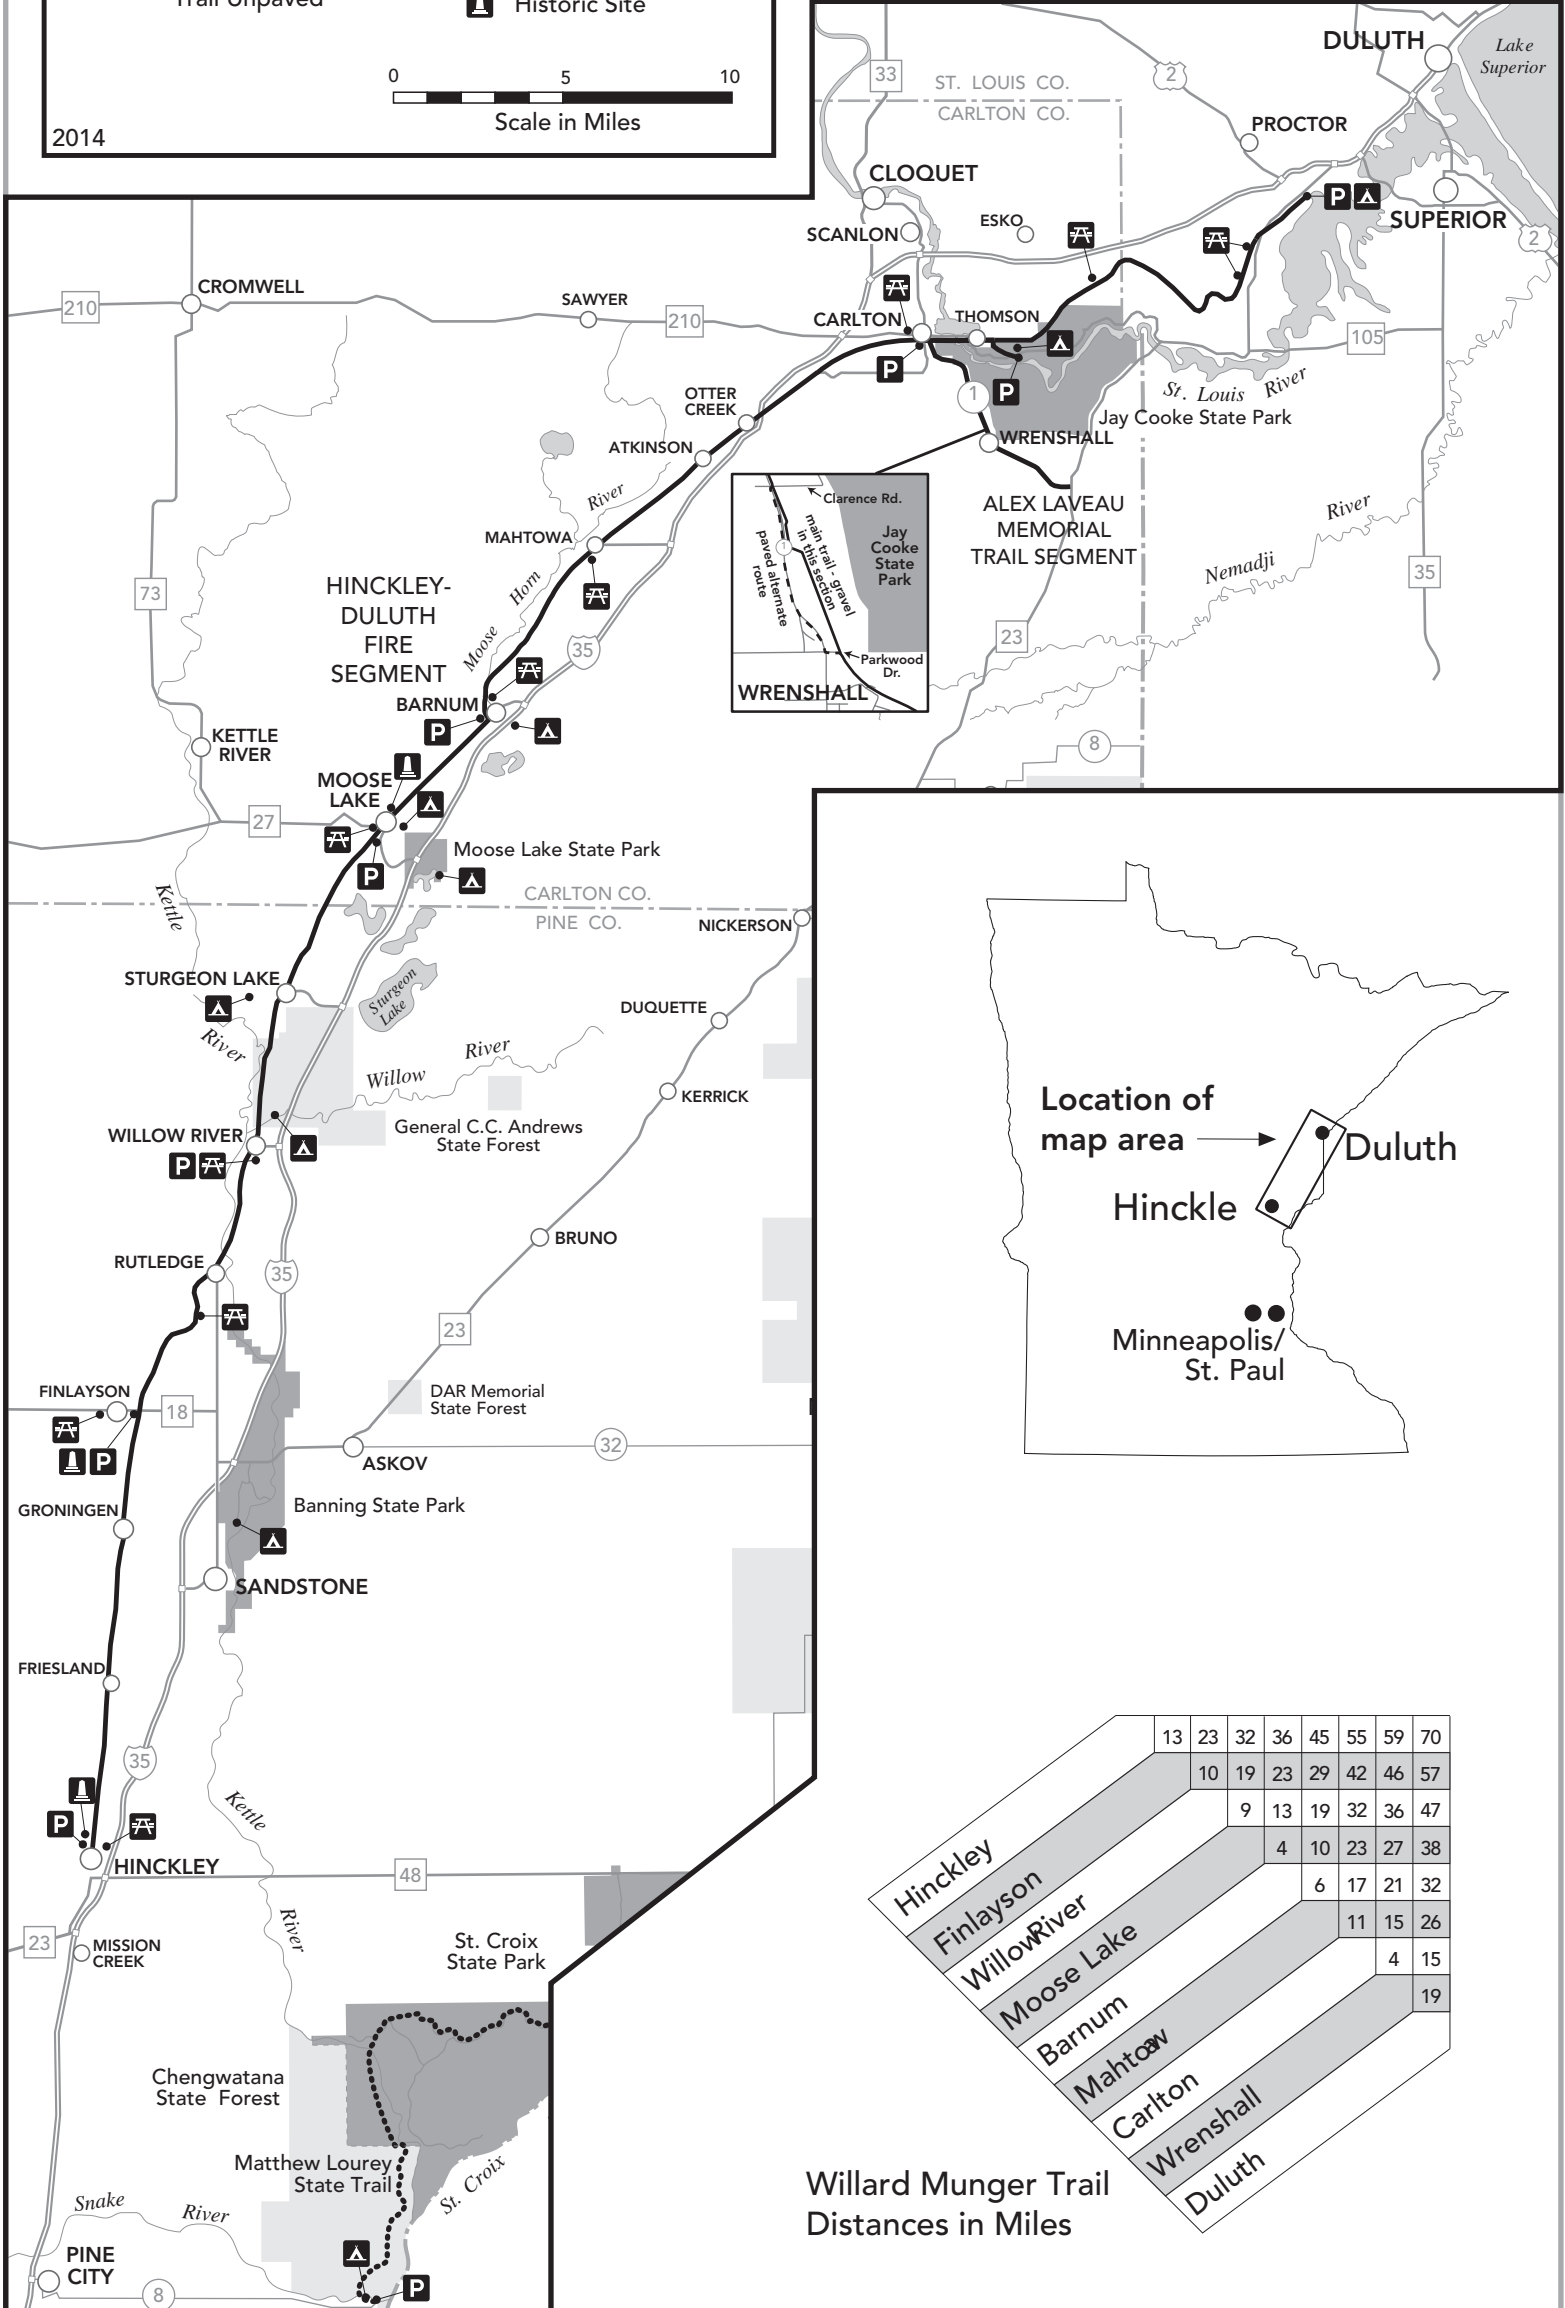 Trail Unpaved
Historic Site
0 5 10
Scale in Miles
2014
DULUTH
Lake
Superior
33
ST. LOUIS CO.
CARLTON CO.
2
PROCTOR
CLOQUET
SCANLON
ESKO
P
SUPERIOR
2
210
CROMWELL
SAWYER
210
CARLTON
THOMSON
P
P
105
1
St. Louis River
Jay Cooke State Park
WRENSHALL
OTTER
CREEK
ATKINSON
Clarence Rd.
main trail - gravel
in this section
paved alternate
route
1
Jay
Cooke
State
Park
Parkwood
Dr.
WRENSHALL
ALEX LAVEAU
MEMORIAL
TRAIL SEGMENT
River
Nemadji
35
23
8
MAHTOWA
Moose Horn River
73
HINCKLEY-
DULUTH
FIRE
SEGMENT
35
BARNUM
P
KETTLE
RIVER
MOOSE
LAKE
27
P
Moose Lake State Park
CARLTON CO.
PINE CO.
Kettle
River
NICKERSON
STURGEON LAKE
Sturgeon
Lake
DUQUETTE
Willow River
KERRICK
General C.C. Andrews
State Forest
WILLOW RIVER
P
BRUNO
RUTLEDGE
35
23
FINLAYSON
18
P
DAR Memorial
State Forest
32
ASKOV
GRONINGEN
Banning State Park
SANDSTONE
FRIESLAND
35
P
HINCKLEY
48
Kettle
River
23
MISSION
CREEK
St. Croix
State Park
Chengwatana
State Forest
Matthew Lourey
State Trail
St. Croix
Snake River
PINE
CITY
8
P
Location of
map area
Duluth
Hinckle
Minneapolis/
St. Paul
13 23 32 36 45 55 59 70
10 19 23 29 42 46 57
9 13 19 32 36 47
4 10 23 27 38
6 17 21 32
11 15 26
4 15
19
Hinckley
Finlayson
Willow River
Moose Lake
Barnum
Mahtowa
Carlton
Wrenshall
Duluth
Willard Munger Trail
Distances in Miles